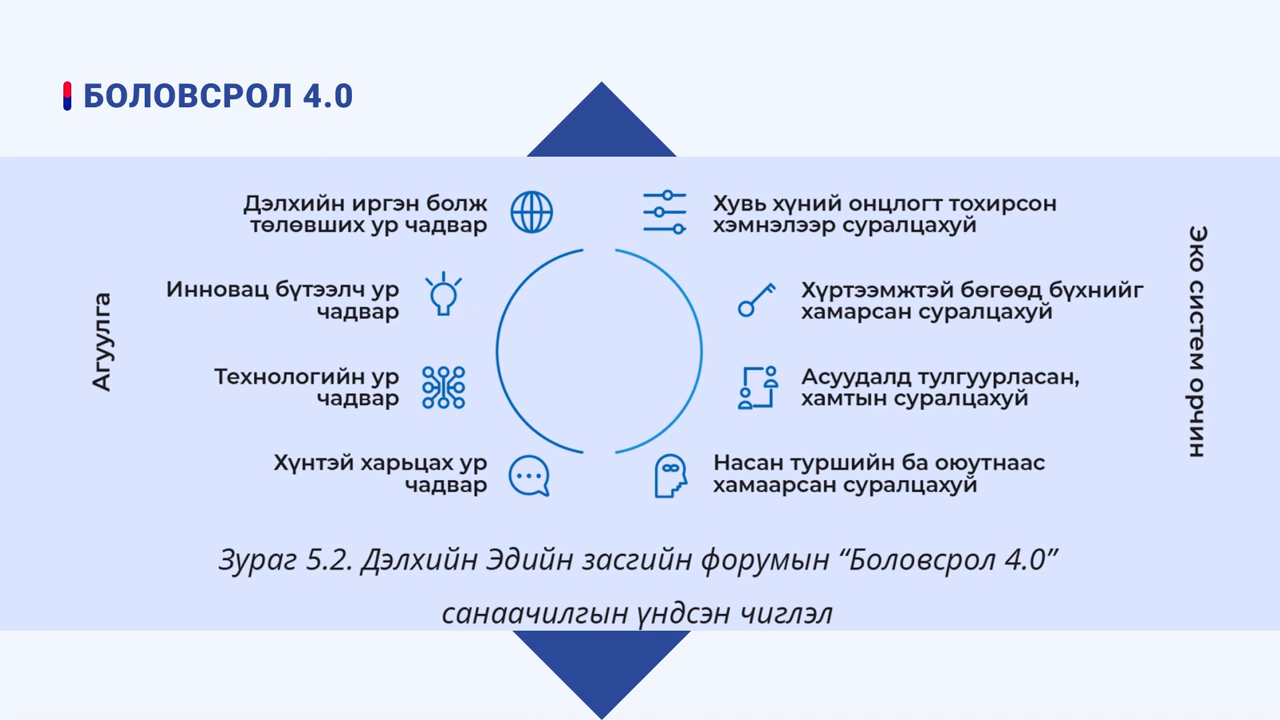 БОЛОВСРОЛ 4.0
Агуулга
Дэлхийн иргэн болж
төлөвших ур чадвар
Инновац бүтээлч ур
чадвар
Технологийн ур
чадвар
Хүнтэй харьцах ур
чадвар
Хувь хүний онцлогт тохирсон
хэмнэлээр суралцахуй
Хүртээмжтэй бөгөөд бүхнийг
хамарсан суралцахуй
Асуудалд тулгуурласан,
хамтын суралцахуй
Насан туршийн ба оюутнаас
хамаарсан суралцахуй
Эко систем орчин
Зураг 5.2. Дэлхийн Эдийн засгийн форумын “Боловсрол 4.0”
санаачилгын үндсэн чиглэл